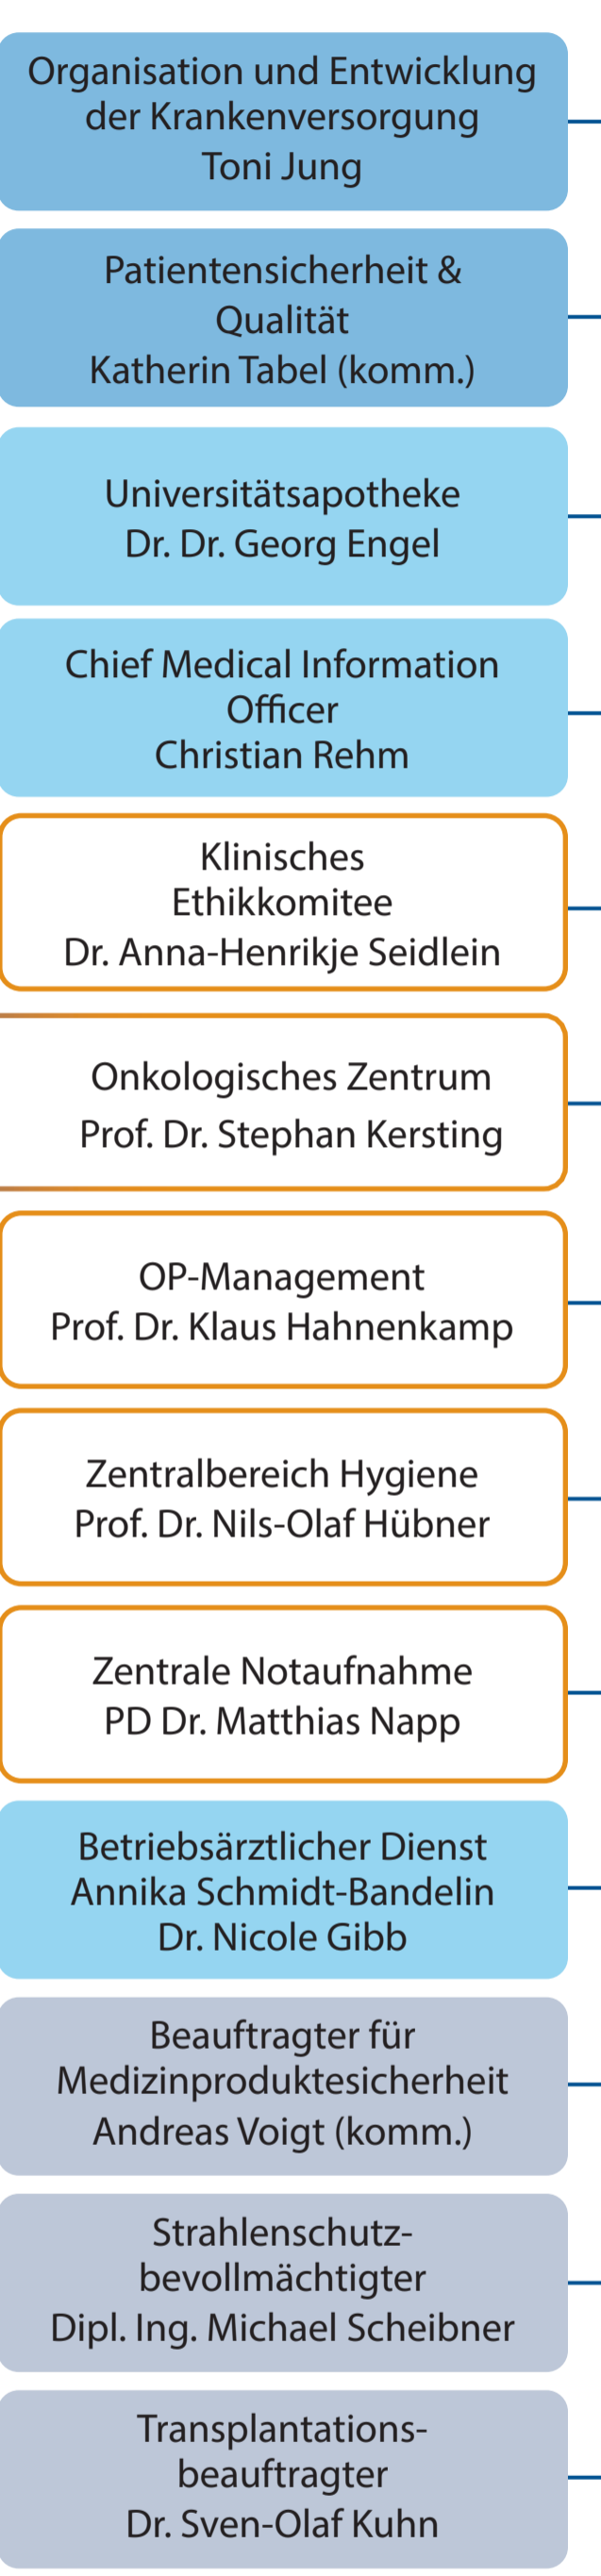 Organisation und Entwicklung
der Krankenversorgung
Toni Jung
Patientensicherheit &
Qualität
Katherin Tabel (komm.)
Universitätsapotheke
Dr. Dr. Georg Engel
Chief Medical Information
Officer
Christian Rehm
Klinisches
Ethikkomitee
Dr. Anna-Henrikje Seidlein
Onkologisches Zentrum
Prof. Dr. Stephan Kersting
OP-Management
Prof. Dr. Klaus Hahnenkamp
Zentralbereich Hygiene
Prof. Dr. Nils-Olaf Hübner
Zentrale Notaufnahme
PD Dr. Matthias Napp
Betriebsärztlicher Dienst
Annika Schmidt-Bandelin
Dr. Nicole Gibb
Beauftragter für
Medizinproduktesicherheit
Andreas Voigt (komm.)
Strahlenschutz-
bevollmächtigter
Dipl. Ing. Michael Scheibner
Transplantations-
beauftragter
Dr. Sven-Olaf Kuhn